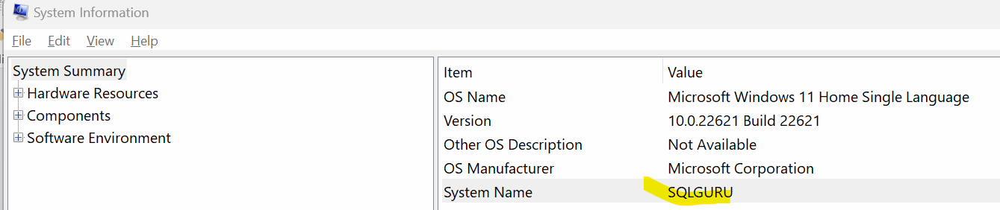 System Information
File Edit View Help
System Summary
Hardware Resources
Components
Software Environment
Item Value
OS Name Microsoft Windows 11 Home Single Language
Version 10.0.22621 Build 22621
Other OS Description Not Available
OS Manufacturer Microsoft Corporation
System Name SQLGURU